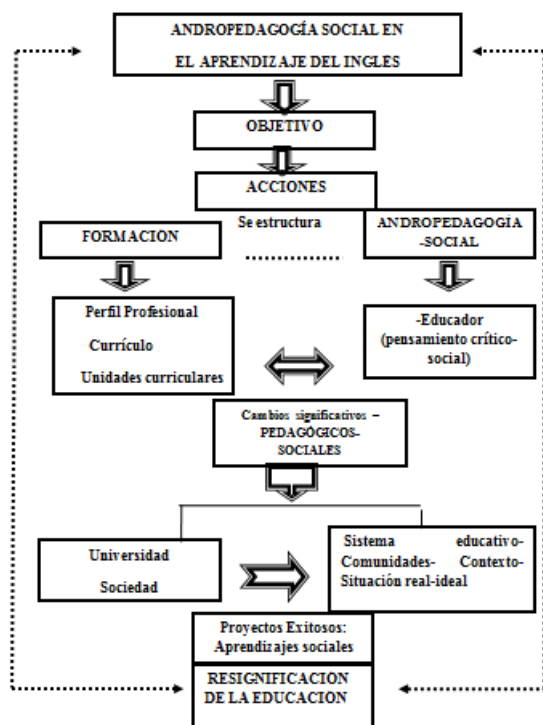 ANDROPEDAGOGÍA SOCIAL EN
EL APRENDIZAJE DEL INGLES
OBJETIVO
ACCIONES
FORMACION
Se estructura
ANDROPEDAGOGIA
-SOCIAL
Perfil Profesional
Currículo
Unidades curriculares
-Educador
(pensamiento crítico-
social)
Cambios significativos –
PEDAGÓGICOS-
SOCIALES
Universidad
Sociedad
Sistema educativo-
Comunidades- Contexto-
Situación real-ideal
Proyectos Exitosos:
Aprendizajes sociales
RESIGNIFICACION
DE LA EDUCACION